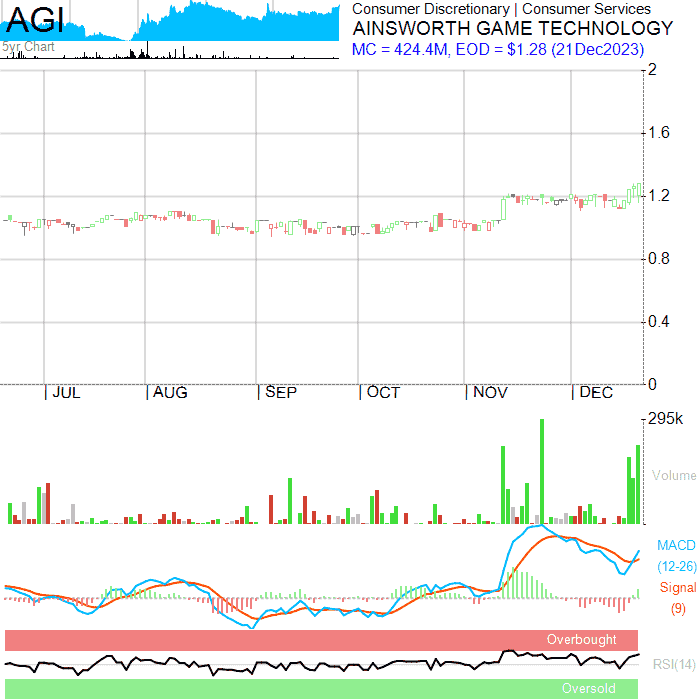 AGI
5yr Chart
Consumer Discretionary | Consumer Services
AINSWORTH GAME TECHNOLOGY
MC = 424.4M, EOD = $1.28 (21Dec2023)
2
1.6
1.2
0.8
0.4
0
JUL AUG SEP OCT NOV DEC
295k
Volume
MACD
(12-26)
Signal
(9)
Overbought
RSI(14)
Oversold